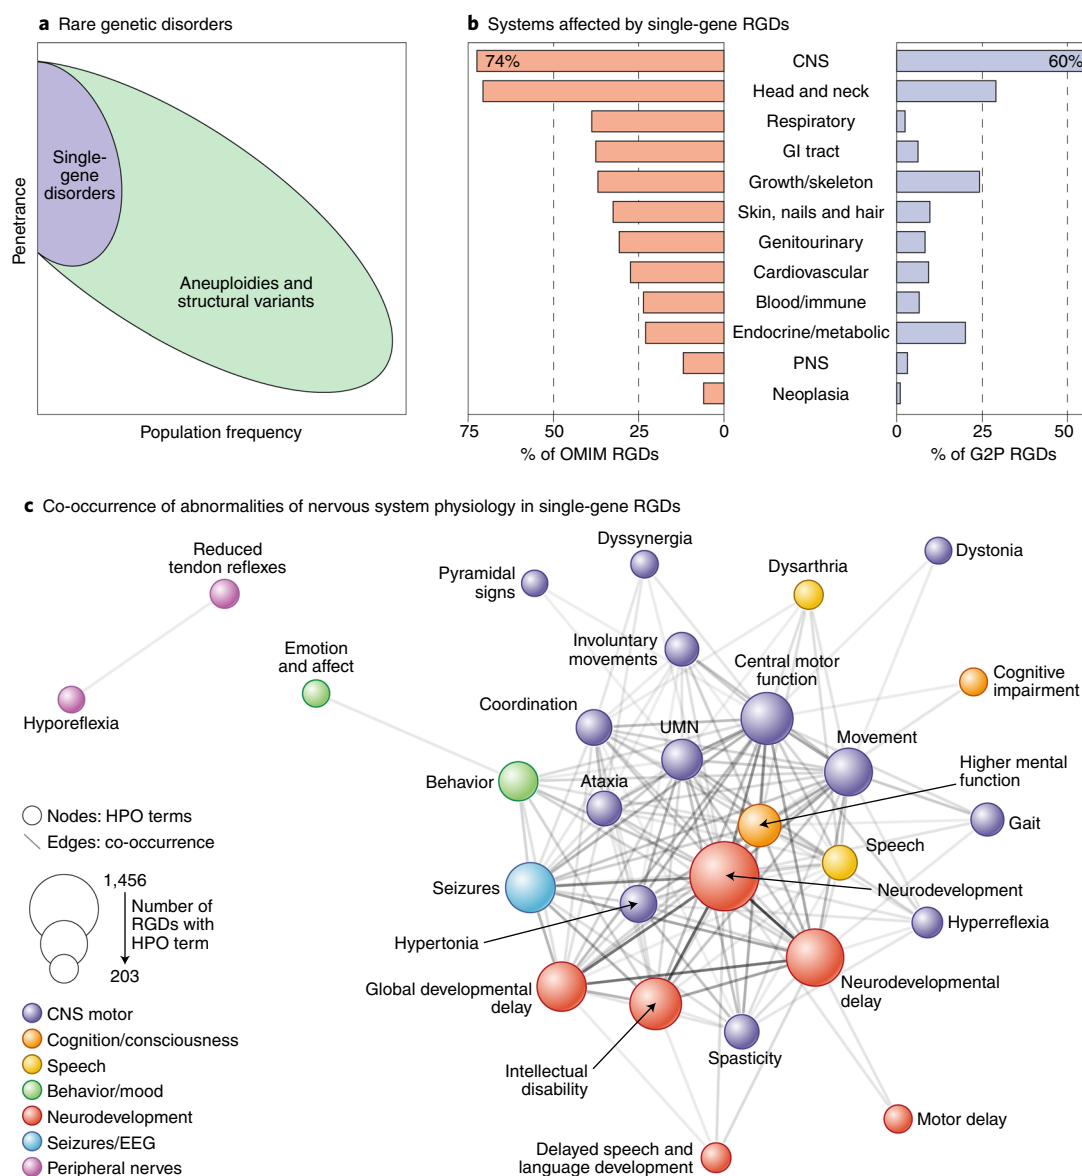 a Rare genetic disorders
Penetrance
Single-
gene
disorders
Aneuploidies and
structural variants
Population frequency
b Systems affected by single-gene RGDs
74%
CNS
60%
Head and neck
Respiratory
GI tract
Growth/skeleton
Skin, nails and hair
Genitourinary
Cardiovascular
Blood/immune
Endocrine/metabolic
PNS
Neoplasia
75 50 25 0
0 25 50
% of OMIM RGDs
% of G2P RGDs
c Co-occurrence of abnormalities of nervous system physiology in single-gene RGDs
Reduced
tendon reflexes
Hyporeflexia
Emotion
and affect
Pyramidal
signs
Dyssynergia
Dysarthria
Dystonia
Involuntary
movements
Central motor
function
Cognitive
impairment
Coordination
UMN
Movement
Higher mental
function
Behavior
Ataxia
Gait
Speech
Seizures
Neurodevelopment
Hypertonia
Hyperreflexia
Global developmental
delay
Neurodevelopmental
delay
Intellectual
disability
Spasticity
Motor delay
Delayed speech and
language development
Nodes: HPO terms
Edges: co-occurrence
1,456
Number of
RGDs with
HPO term
203
CNS motor
Cognition/consciousness
Speech
Behavior/mood
Neurodevelopment
Seizures/EEG
Peripheral nerves